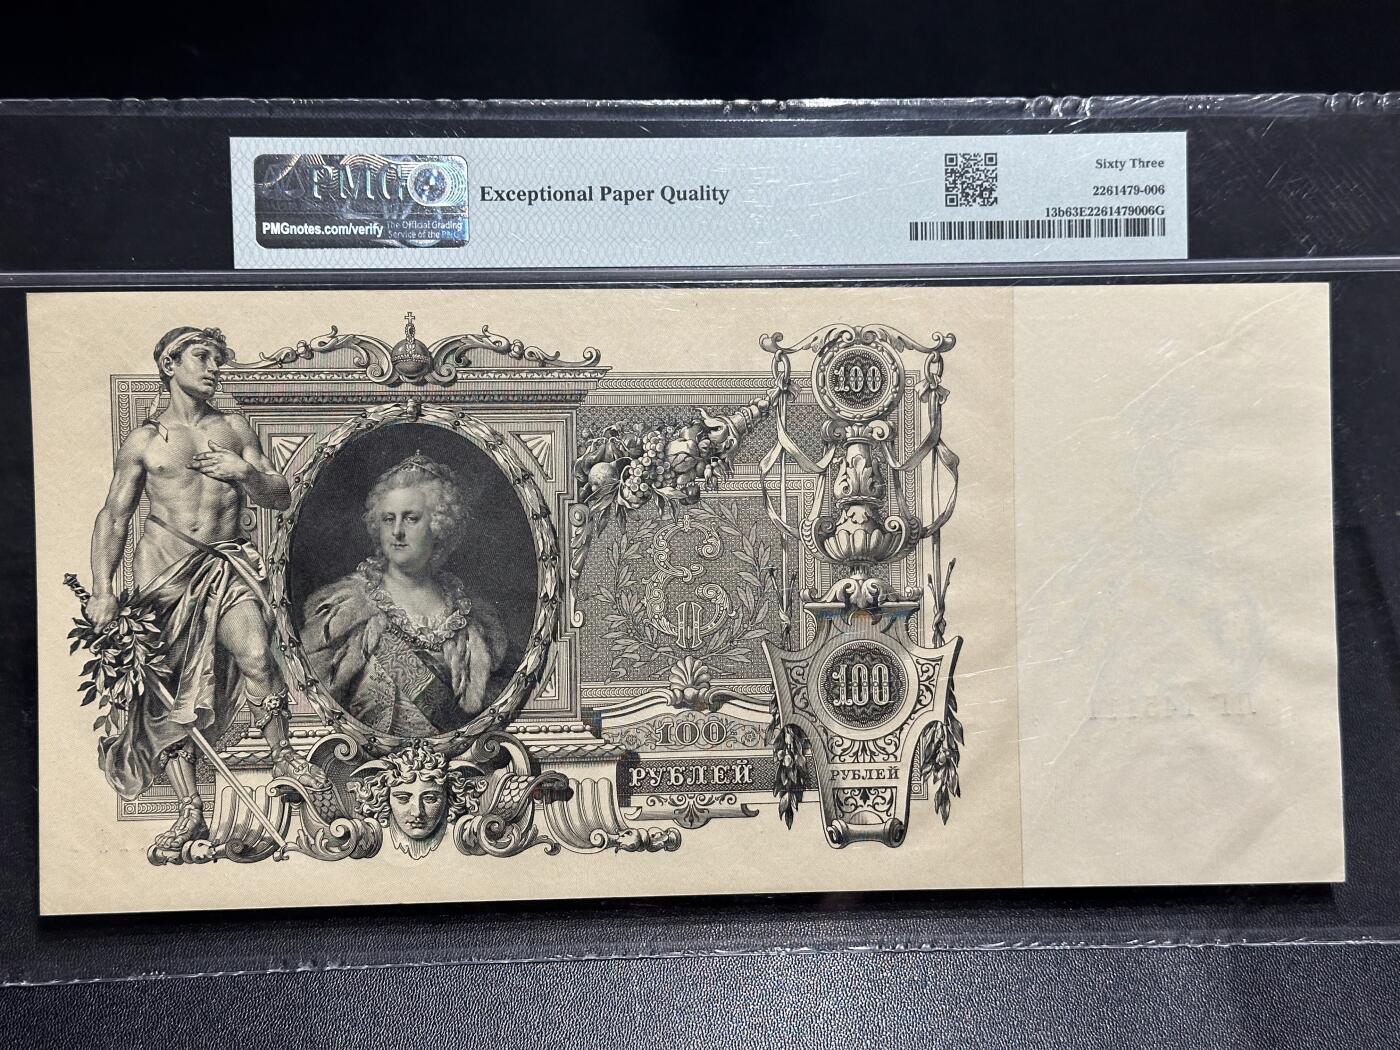 PMG
PMGnotes.com/verify
The Official Grading
Service of the PNG
Exceptional Paper Quality
Sixty Three
2261479-006
13b63E2261479006G
100
100
100
РУБЛЕЙ
РУБЛЕЙ